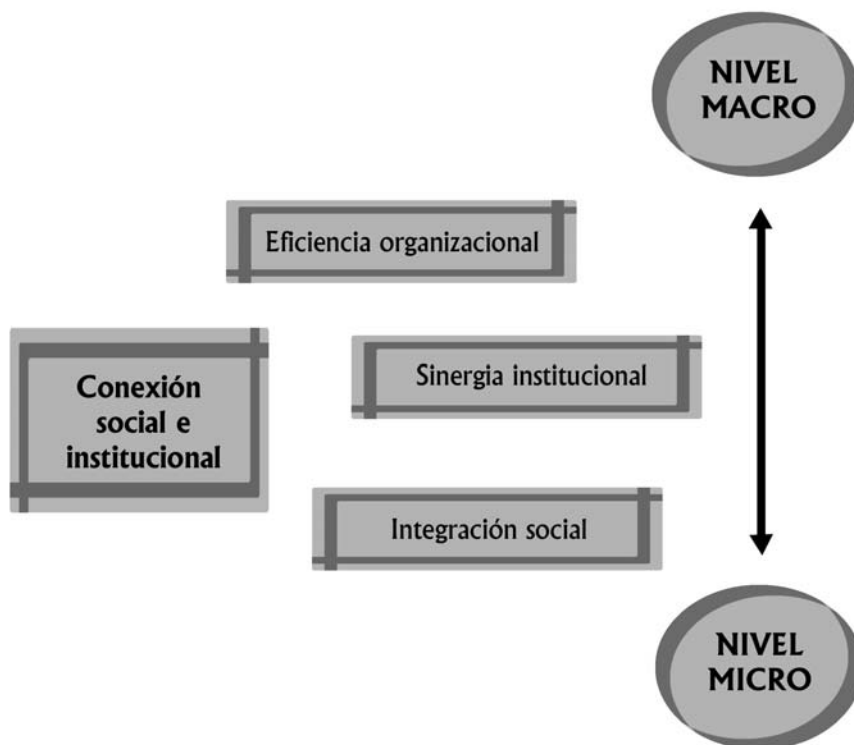 NIVEL
MACRO
Eficiencia organizacional
Conexión
social e
institucional
Sinergia institucional
Integración social
NIVEL
MICRO